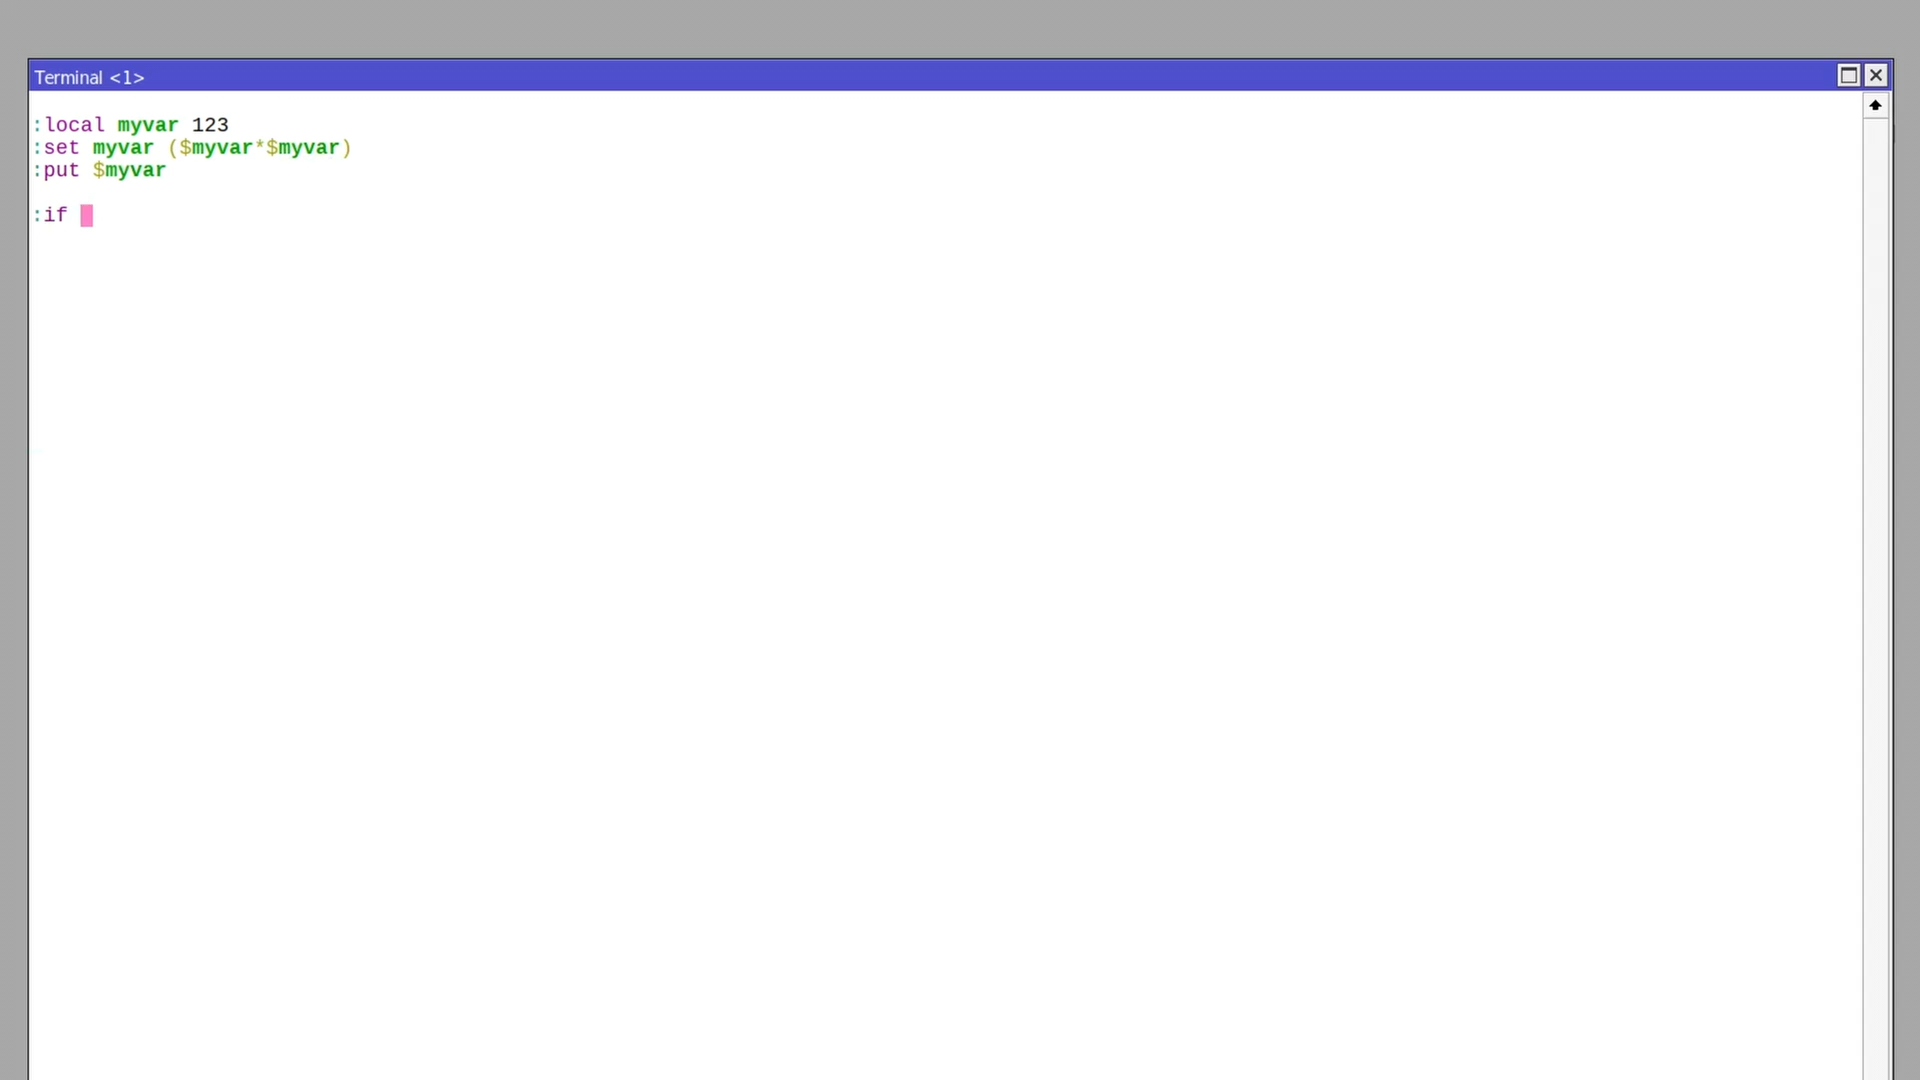 Terminal <1>
:local myvar 123
:set myvar ($myvar*$myvar)
:put $myvar
:if